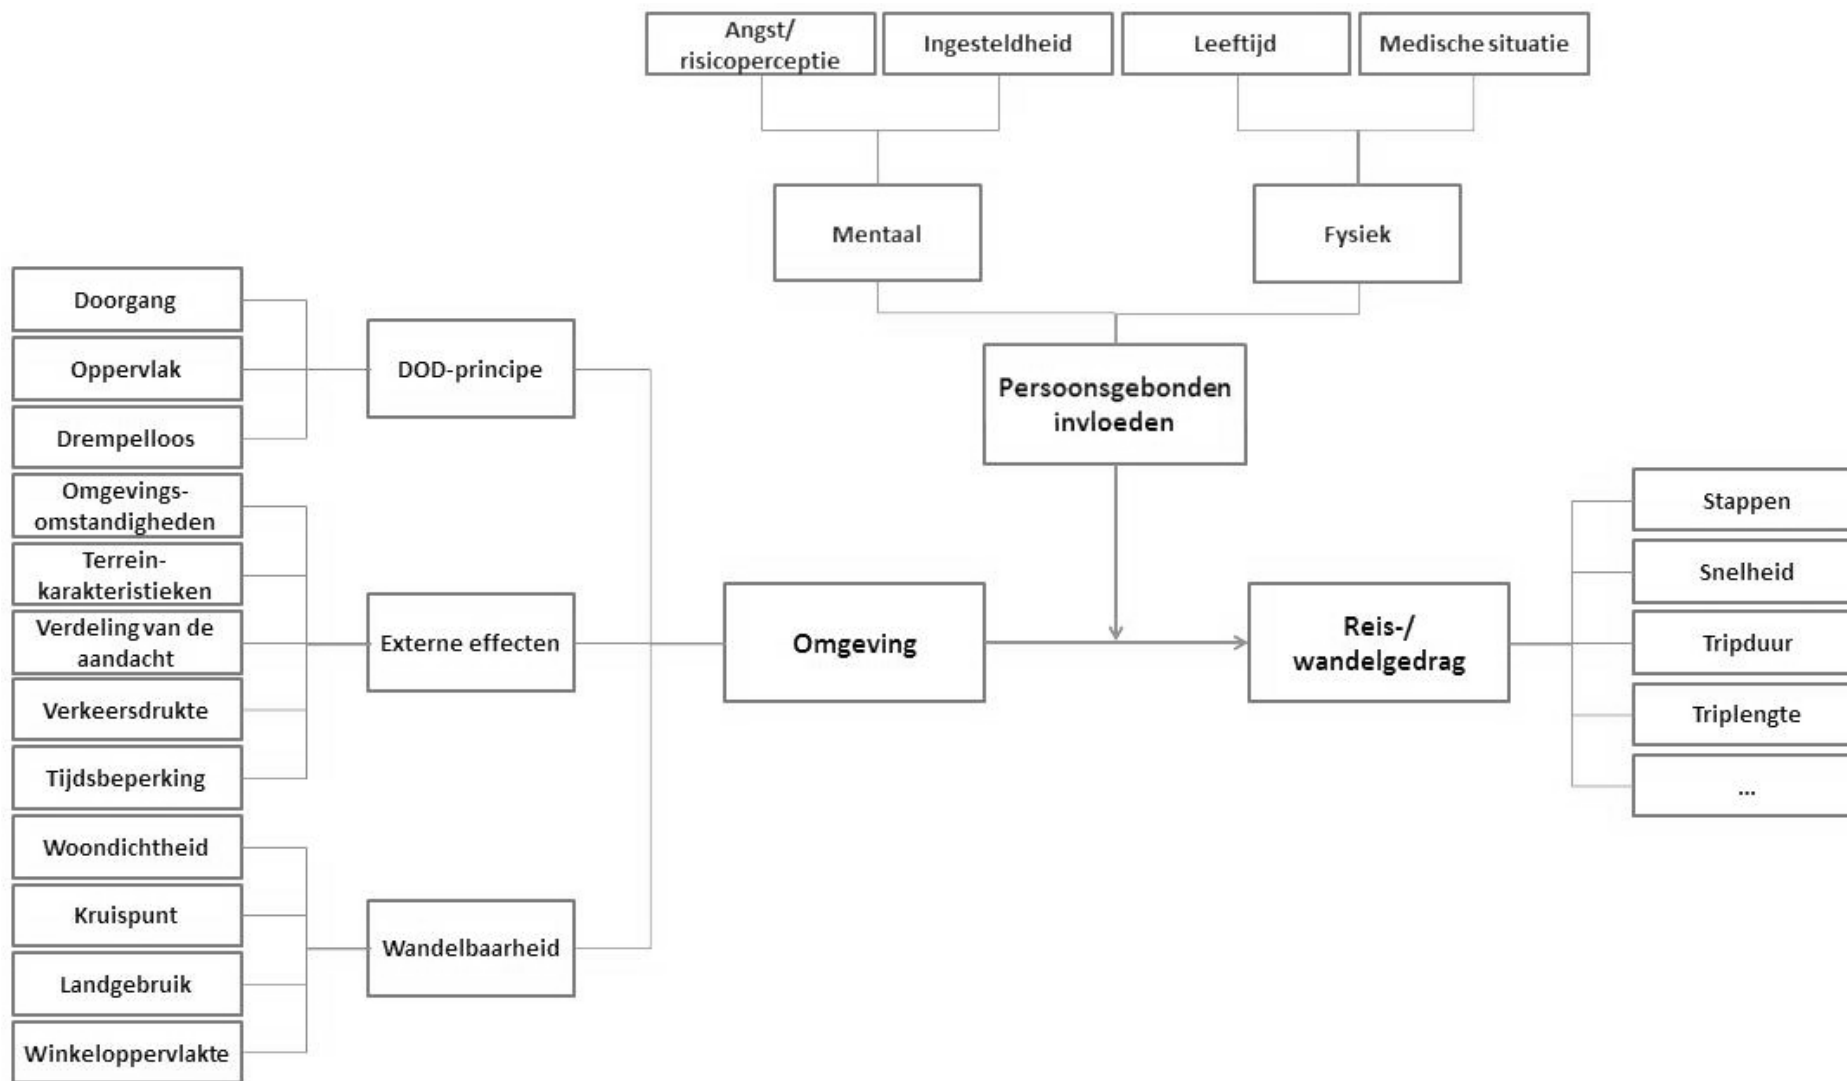 Angst/
risicoperceptie
Ingesteldheid
Leeftijd
Medische situatie
Mentaal
Fysiek
Persoonsgebonden
invloeden
Doorgang
Oppervlak
Drempelloos
DOD-principe
Omgevings-
omstandigheden
Terrein-
karakteristieken
Verdeling van de
aandacht
Verkeersdrukte
Tijdsbeperking
Externe effecten
Woondichtheid
Kruispunt
Landgebruik
Winkeloppervlakte
Wandelbaarheid
Omgeving
Reis-/
wandelgedrag
Stappen
Snelheid
Tripduur
Triplengte
...